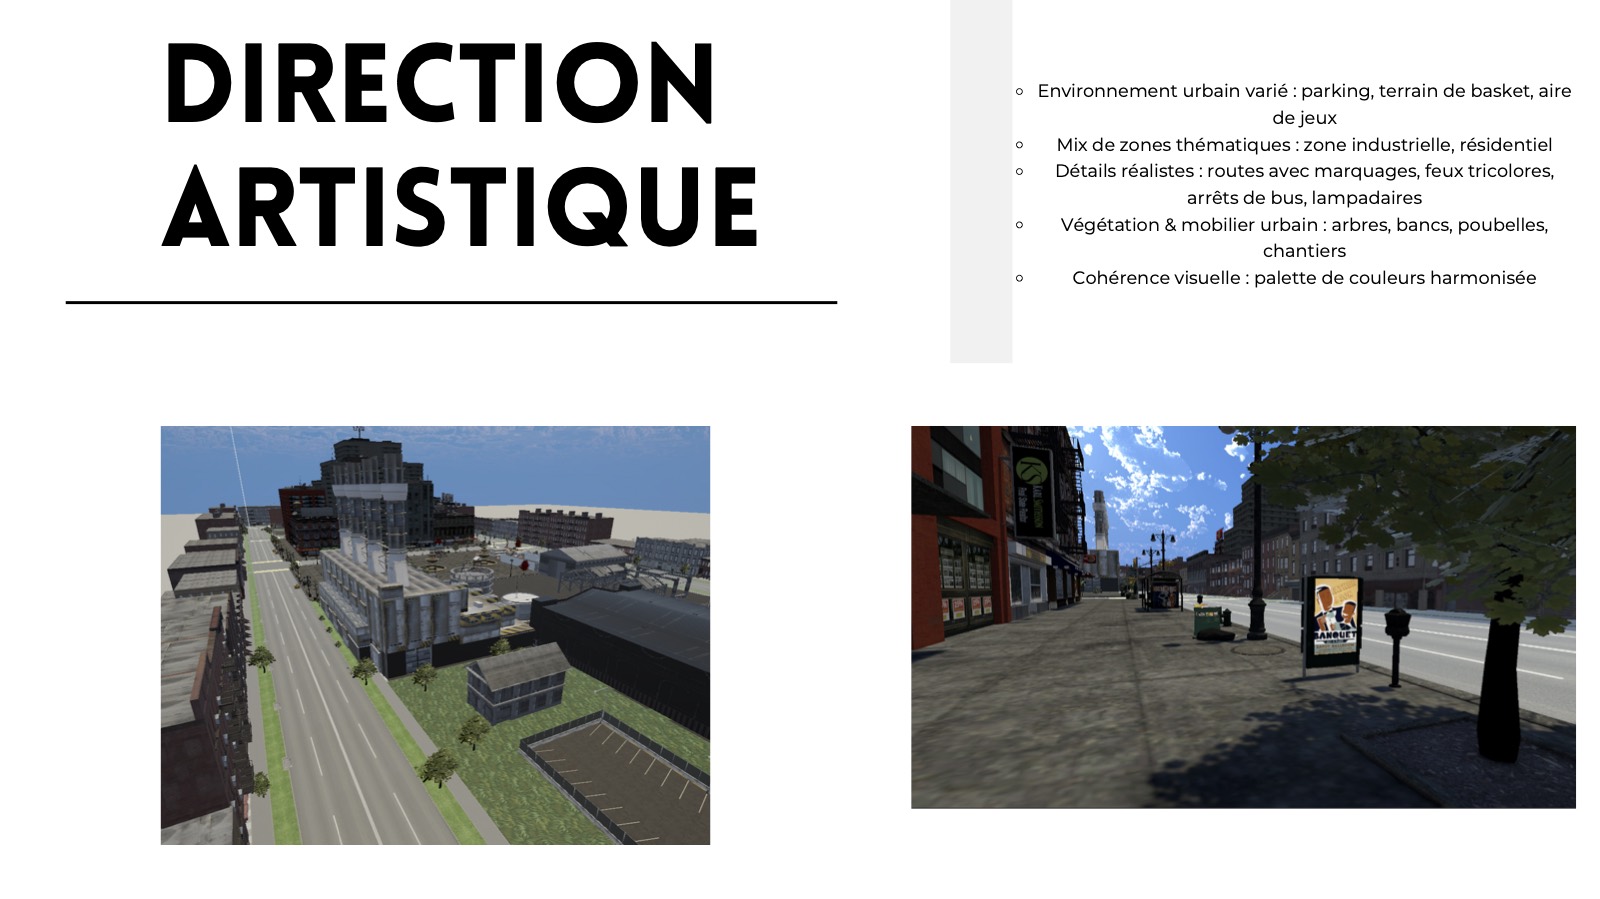 DIRECTION
ARTISTIQUE
Environnement urbain varié : parking, terrain de basket, aire
de jeux
Mix de zones thématiques : zone industrielle, résidentiel
Détails réalistes : routes avec marquages, feux tricolores,
arrêts de bus, lampadaires
Végétation & mobilier urbain : arbres, bancs, poubelles,
chantiers
Cohérence visuelle : palette de couleurs harmonisée
KS
BANQUET